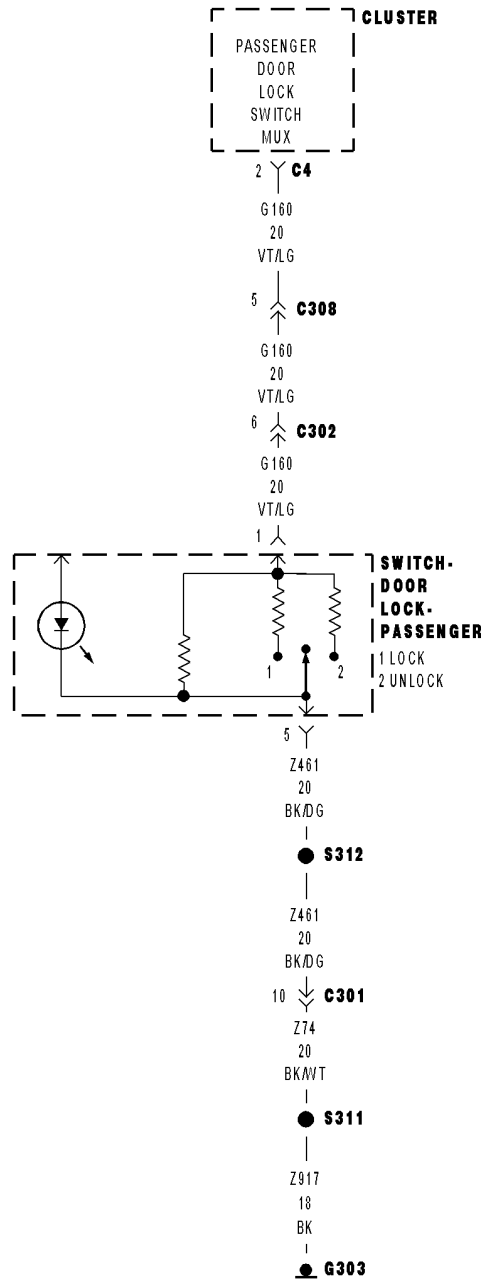 CLUSTER
PASSENGER
DOOR
LOCK
SWITCH
MUX
2 C4
G160
20
VT/LG
5 C308
G160
20
VT/LG
6 C302
G160
20
VT/LG
1
SWITCH-
DOOR
LOCK-
PASSENGER
1 LOCK
2 UNLOCK
1 2
5
Z461
20
BK/DG
S312
Z461
20
BK/DG
10 C301
Z74
20
BK/WT
S311
Z917
18
BK
G303